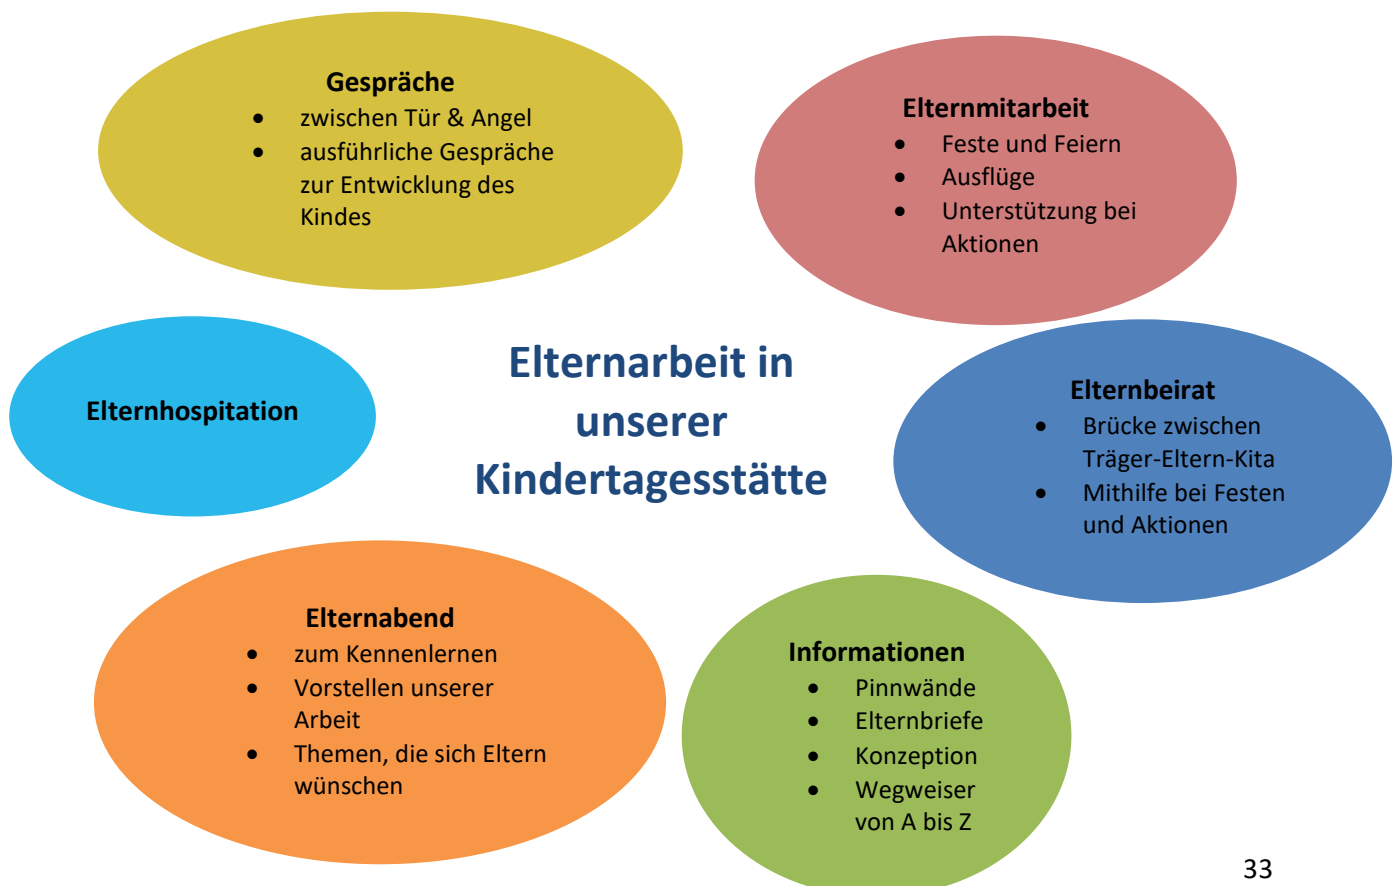 Gespräche
• zwischen Tür & Angel
• ausführliche Gespräche
zur Entwicklung des
Kindes
Elternmitarbeit
• Feste und Feiern
• Ausflüge
• Unterstützung bei
Aktionen
Elternarbeit in
unserer
Kindertagesstätte
Elternhospitation
Elternbeirat
• Brücke zwischen
Träger-Eltern-Kita
• Mithilfe bei Festen
und Aktionen
Elternabend
• zum Kennenlernen
• Vorstellen unserer
Arbeit
• Themen, die sich Eltern
wünschen
Informationen
• Pinnwände
• Elternbriefe
• Konzeption
• Wegweiser
von A bis Z
33